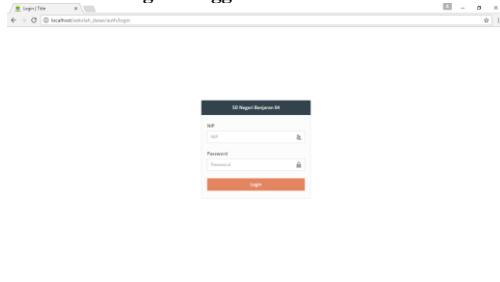 Login | Title
localhost/sekolah_dasar/auth/login
SD Negeri Banjaran 04
NIP
NIP
Password
Password
Login